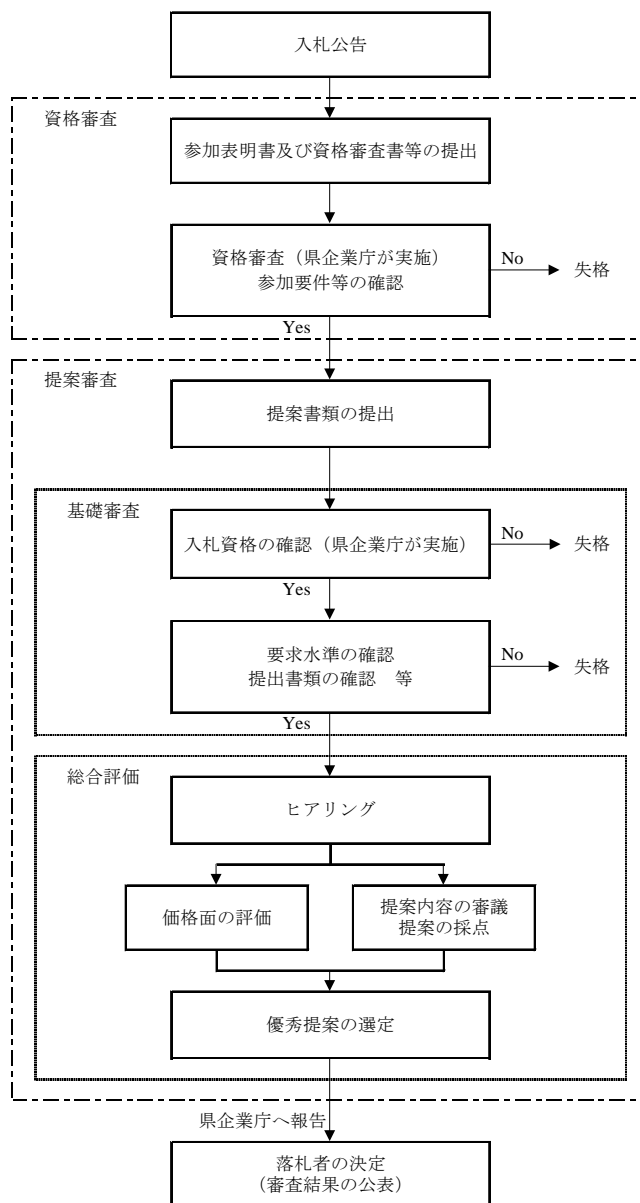 入札公告
資格審査
参加表明書及び資格審査書等の提出
資格審査（県企業庁が実施）
参加要件等の確認
No
失格
Yes
提案審査
提案書類の提出
基礎審査
入札資格の確認（県企業庁が実施）
No
失格
Yes
要求水準の確認
提出書類の確認　等
No
失格
Yes
総合評価
ヒアリング
価格面の評価
提案内容の審議
提案の採点
優秀提案の選定
県企業庁へ報告
落札者の決定
（審査結果の公表）